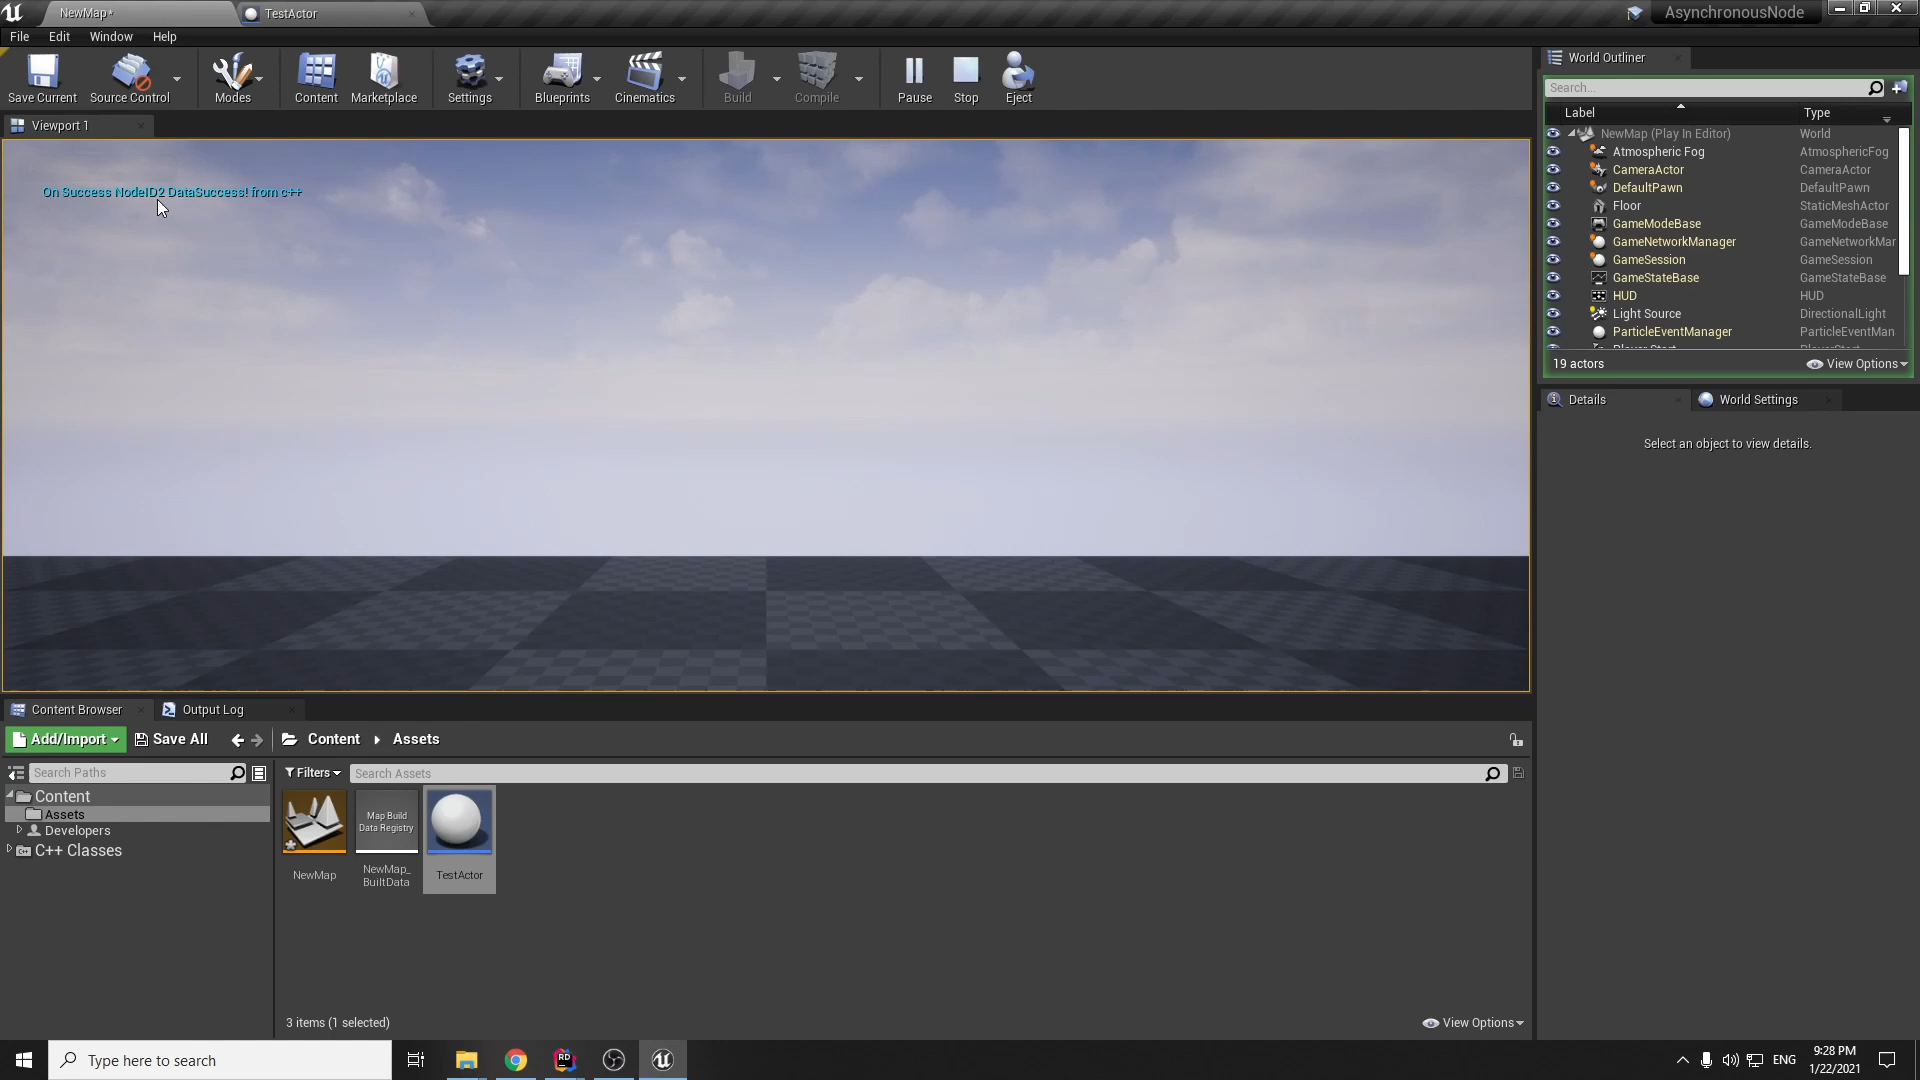 NewMap*
TestActor
AsynchronousNode
File Edit Window Help
Save Current
Source Control
Modes
Content
Marketplace
Settings
Blueprints
Cinematics
Build
Compile
Pause
Stop
Eject
Viewport 1
On Success NodeID2 DataSuccess! from c++
World Outliner
Search...
Label Type
NewMap (Play In Editor) World
Atmospheric Fog AtmosphericFog
CameraActor CameraActor
DefaultPawn DefaultPawn
Floor StaticMeshActor
GameModeBase GameModeBase
GameNetworkManager GameNetworkMar
GameSession GameSession
GameStateBase GameStateBase
HUD HUD
Light Source DirectionalLight
ParticleEventManager ParticleEventMan
19 actors View Options
Details World Settings
Select an object to view details.
Content Browser Output Log
Add/Import Save All Content Assets
Search Paths
Filters Search Assets
Content
Assets
Developers
C++ Classes
NewMap
Map Build
Data Registry
NewMap_
BuiltData
TestActor
3 items (1 selected) View Options
Type here to search
RD
ENG
9:28 PM
1/22/2021